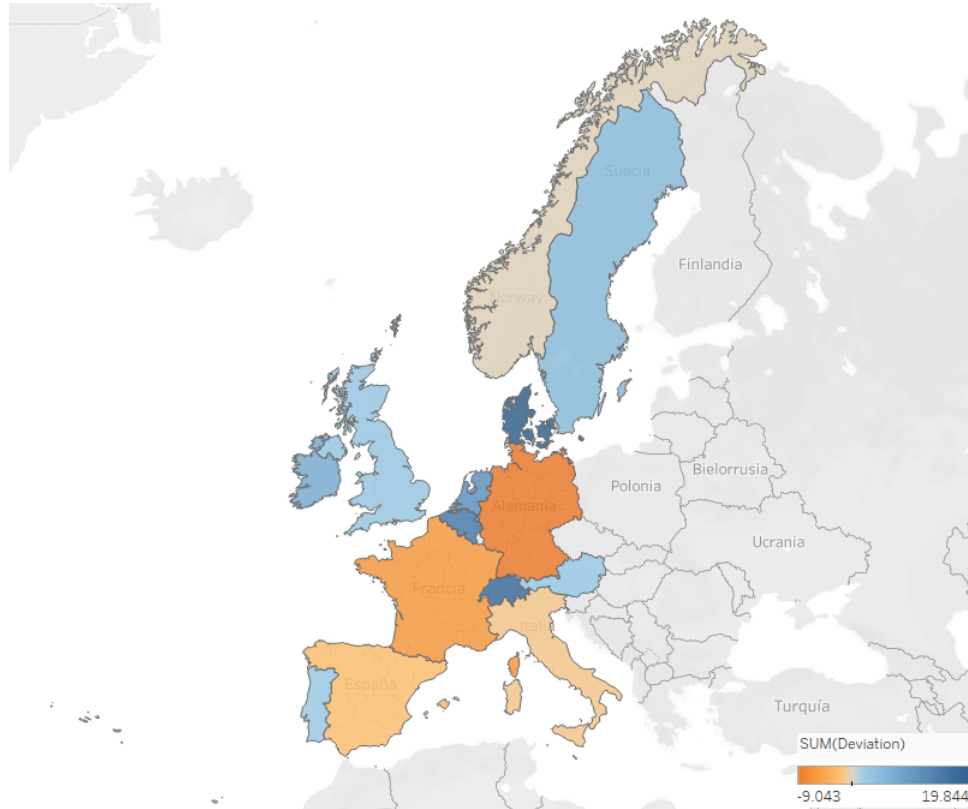 Suecia
Finlandia
Norway
Bielorrusia
Polonia
Alemania
Ucrania
Francia
Italia
España
Turquía
SUM(Deviation)
-9.043
19.844